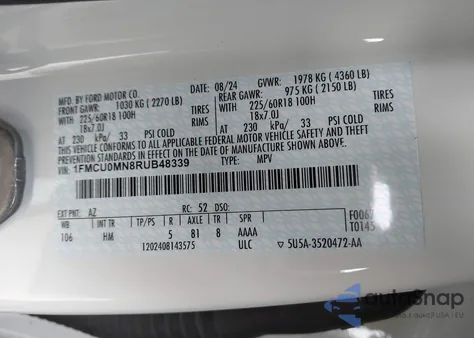 MFD. BY FORD MOTOR CO.
08/24 GVWR: 1978 KG ( 4360 LB)
FRONT GAWR: 1030 KG ( 2270 LB)
REAR GAWR: 975 KG ( 2150 LB)
WITH 225/60R18 100H TIRES
WITH 225/60R18 100H TIRES
18x7.0J RIMS
18x7.0J RIMS
AT 230 kPa/ 33 PSI COLD
AT 230 kPa/ 33 PSI COLD
THIS VEHICLE CONFORMS TO ALL APPLICABLE FEDERAL MOTOR VEHICLE SAFETY, BUMPER, AND THEFT PREVENTION STANDARDS IN EFFECT ON THE DATE OF MANUFACTURE SHOWN ABOVE.
VIN: 1FMCU0MN8RUB48339
EXT PNT: AZ RC: 52 DSO:
WB INT TR TP/PS R AXLE TR SPR
106 HM 5 81 8 AAAA
1202408143575 ULC
5U5A-3520472-AA
autosnap